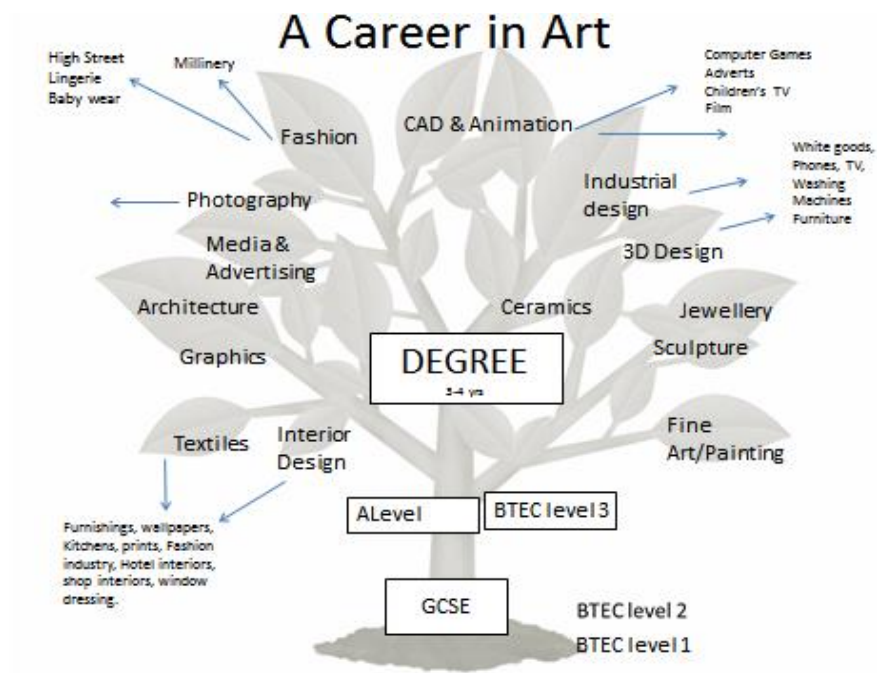 A Career in Art
High Street
Lingerie
Baby wear
Millinery
Computer Games
Adverts
Children's TV
Film
Fashion
CAD & Animation
White goods,
Phones, TV,
Washing
Machines
Furniture
Photography
Industrial
design
Media &
Advertising
3D Design
Architecture
Ceramics
Jewellery
Graphics
DEGREE
3-4 yrs
Sculpture
Textiles
Interior
Design
Fine
Art/Painting
Furnishings, wallpapers,
Kitchens, prints, Fashion
industry, Hotel interiors,
shop interiors, window
dressing.
ALevel
BTEC level 3
GCSE
BTEC level 2
BTEC level 1